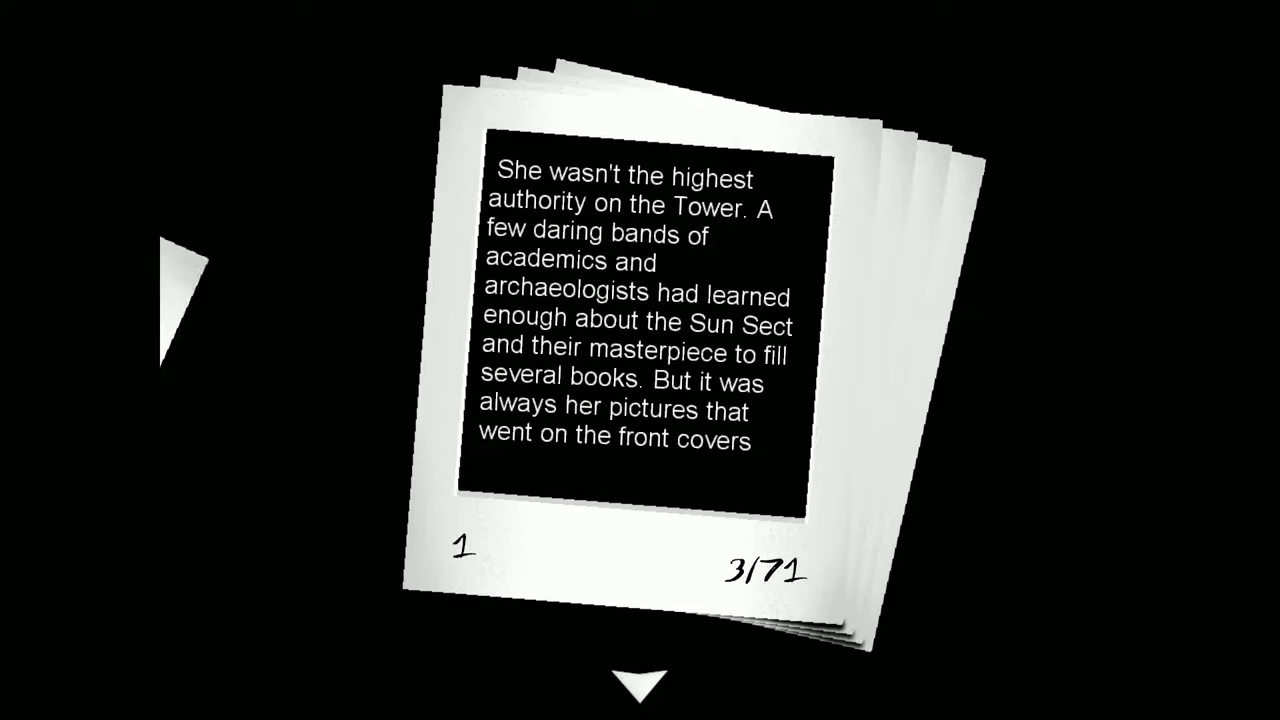 She wasn't the highest
authority on the Tower. A
few daring bands of
academics and
archaeologists had learned
enough about the Sun Sect
and their masterpiece to fill
several books. But it was
always her pictures that
went on the front covers
1
3/71